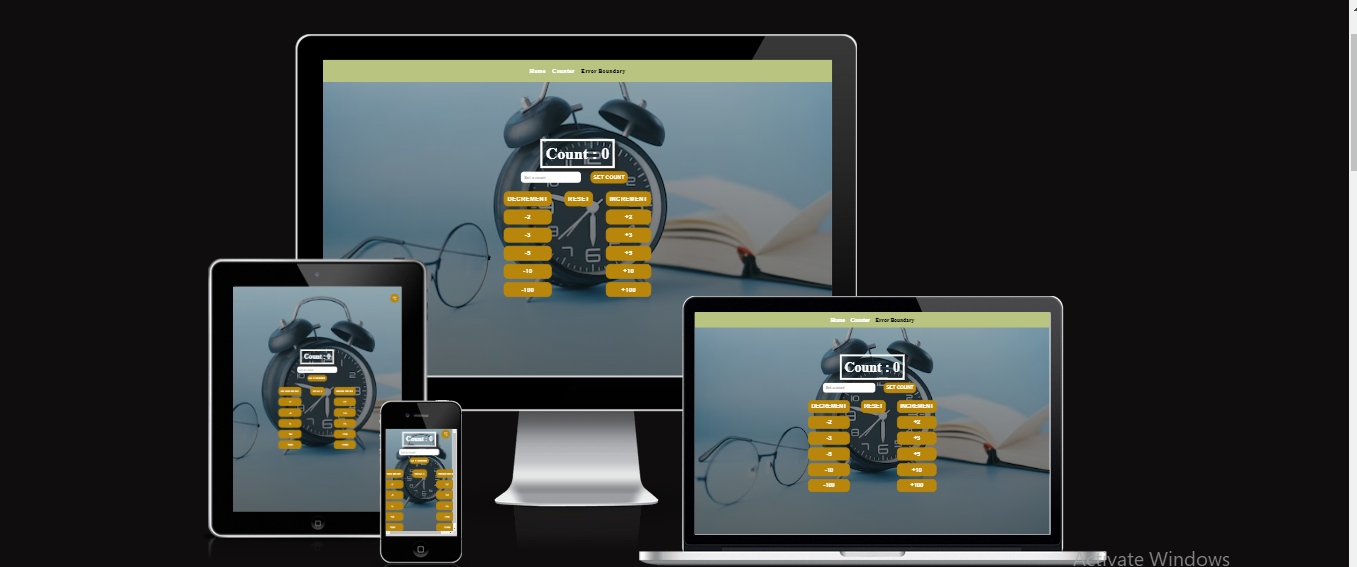 Home Counter Error Boundary
Count : 0
Set a count SET COUNT
DECREMENT RESET INCREMENT
-2 +2
-3 +3
-5 +5
-10 +10
-100 +100
Count : 0
Count : 0
Home Counter Error Boundary
Count : 0
Set a count SET COUNT
DECREMENT RESET INCREMENT
-2 +2
-3 +3
-5 +5
-10 +10
-100 +100
Activate Windows